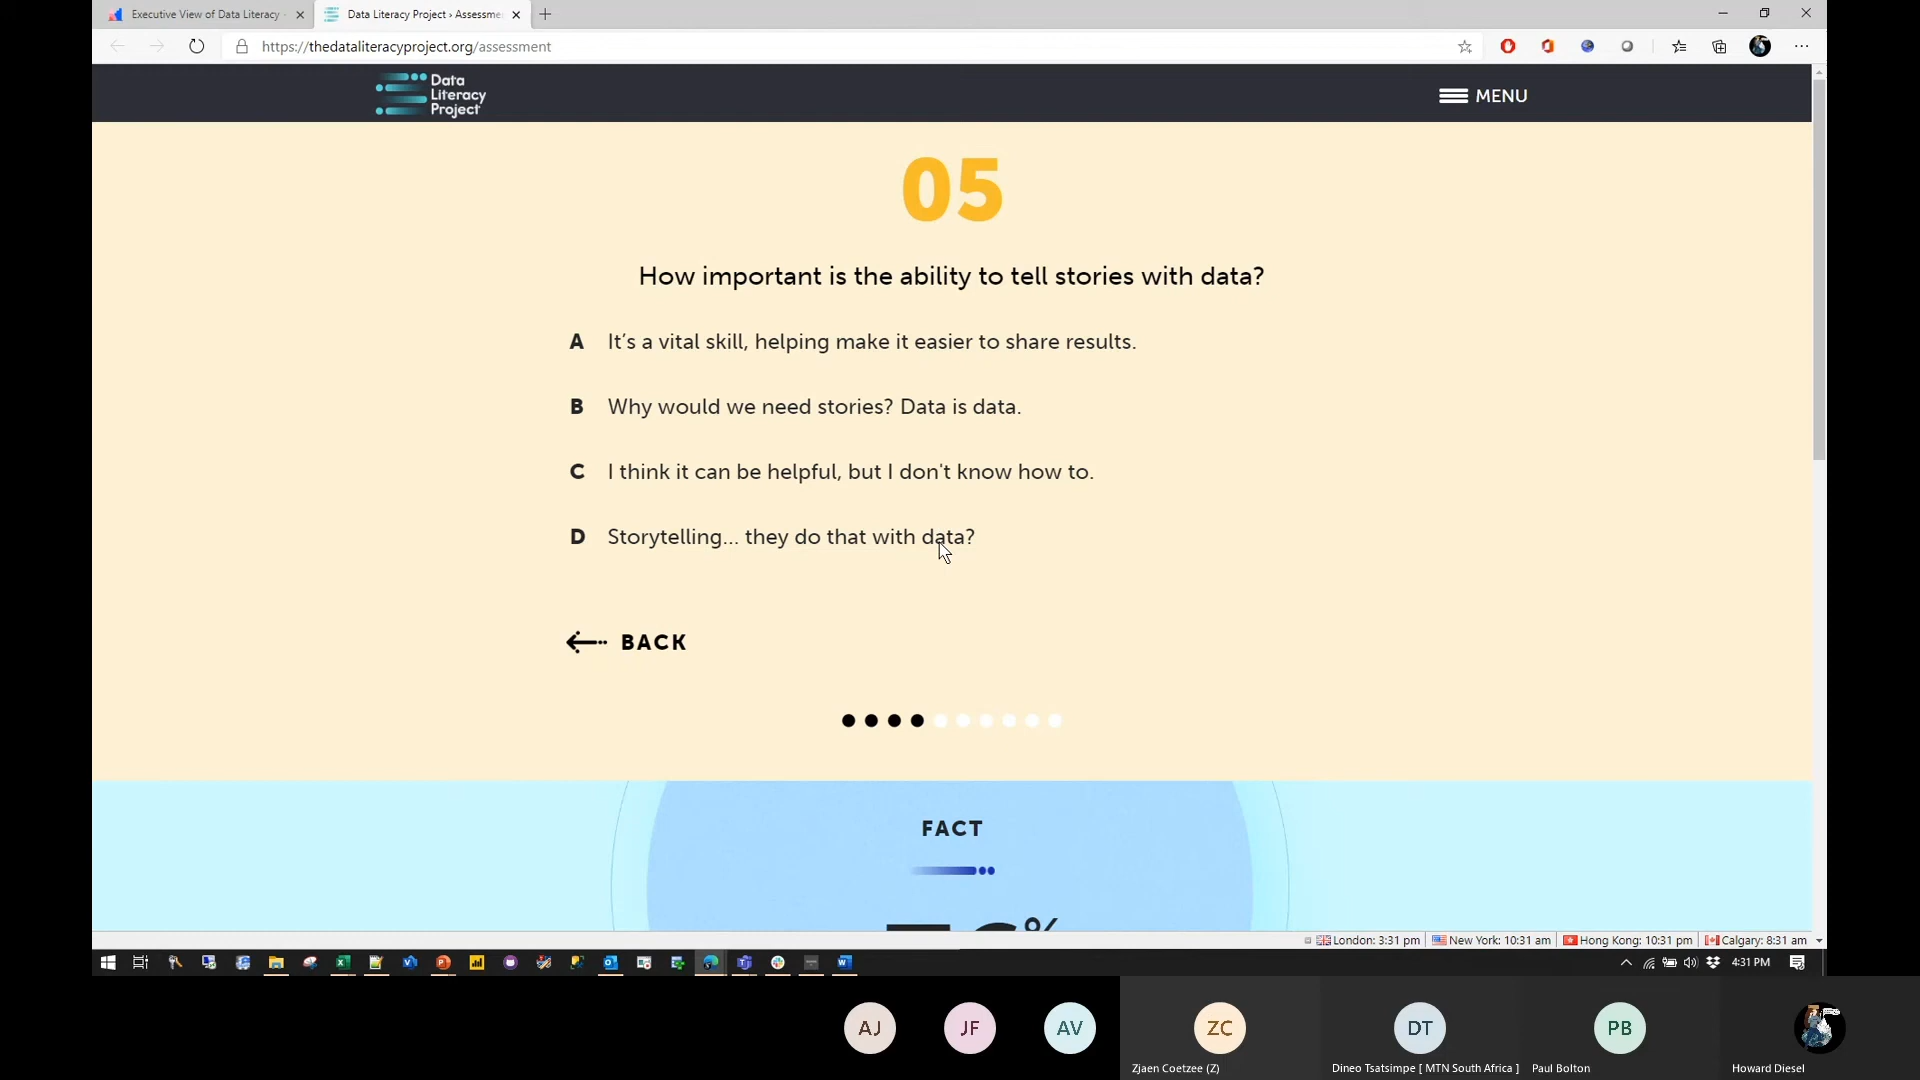 Executive View of Data Literacy
Data Literacy Project › Assessme
https://thedataliteracyproject.org/assessment
Data
Literacy
Project
MENU
05
How important is the ability to tell stories with data?
A It's a vital skill, helping make it easier to share results.
B Why would we need stories? Data is data.
C I think it can be helpful, but I don't know how to.
D Storytelling... they do that with data?
BACK
FACT
London: 3:31 pm New York: 10:31 am Hong Kong: 10:31 pm Calgary: 8:31 am
4:31 PM
AJ JF AV ZC DT PB
Zjaen Coetzee (Z) Dineo Tsatsimpe [ MTN South Africa ] Paul Bolton Howard Diesel